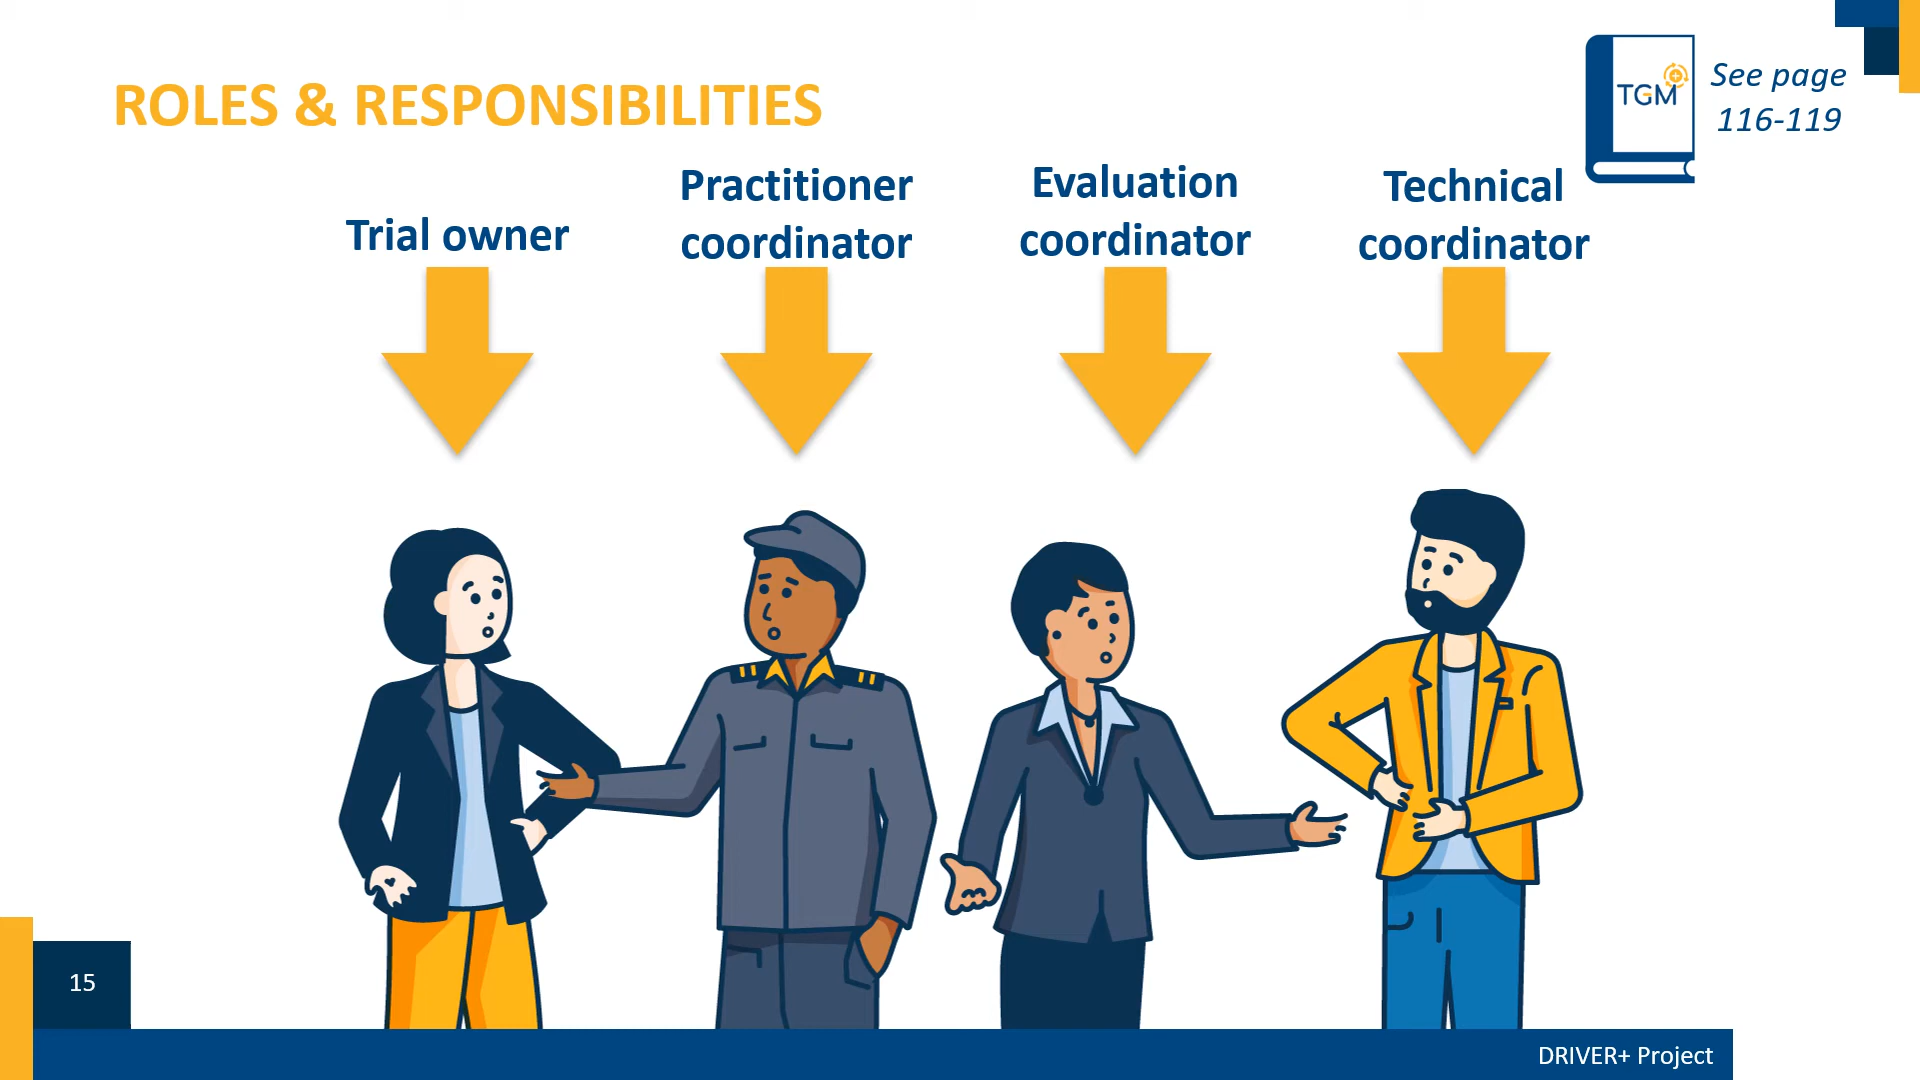 ROLES & RESPONSIBILITIES
TGM
See page
116-119
Trial owner
Practitioner
coordinator
Evaluation
coordinator
Technical
coordinator
15
DRIVER+ Project